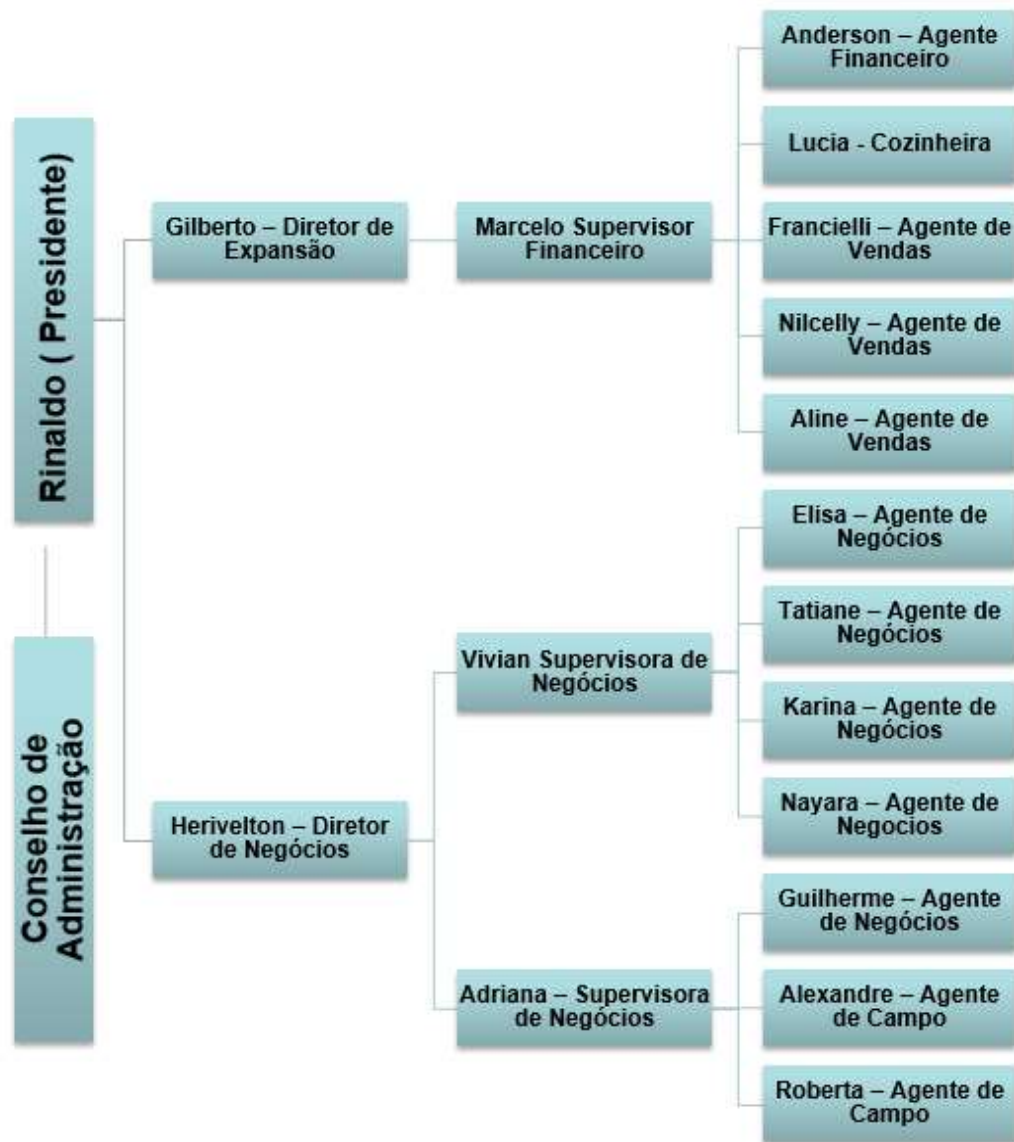 Rinaldo ( Presidente)
Conselho de
Administração
Gilberto – Diretor de
Expansão
Marcelo Supervisor
Financeiro
Anderson – Agente
Financeiro
Lucia - Cozinheira
Francielli – Agente de
Vendas
Nilcelly – Agente de
Vendas
Aline – Agente de
Vendas
Herivelton – Diretor
de Negócios
Vivian Supervisora de
Negócios
Elisa – Agente de
Negócios
Tatiane – Agente de
Negócios
Karina – Agente de
Negócios
Nayara – Agente de
Negocios
Adriana – Supervisora
de Negócios
Guilherme – Agente
de Negócios
Alexandre – Agente
de Campo
Roberta – Agente de
Campo